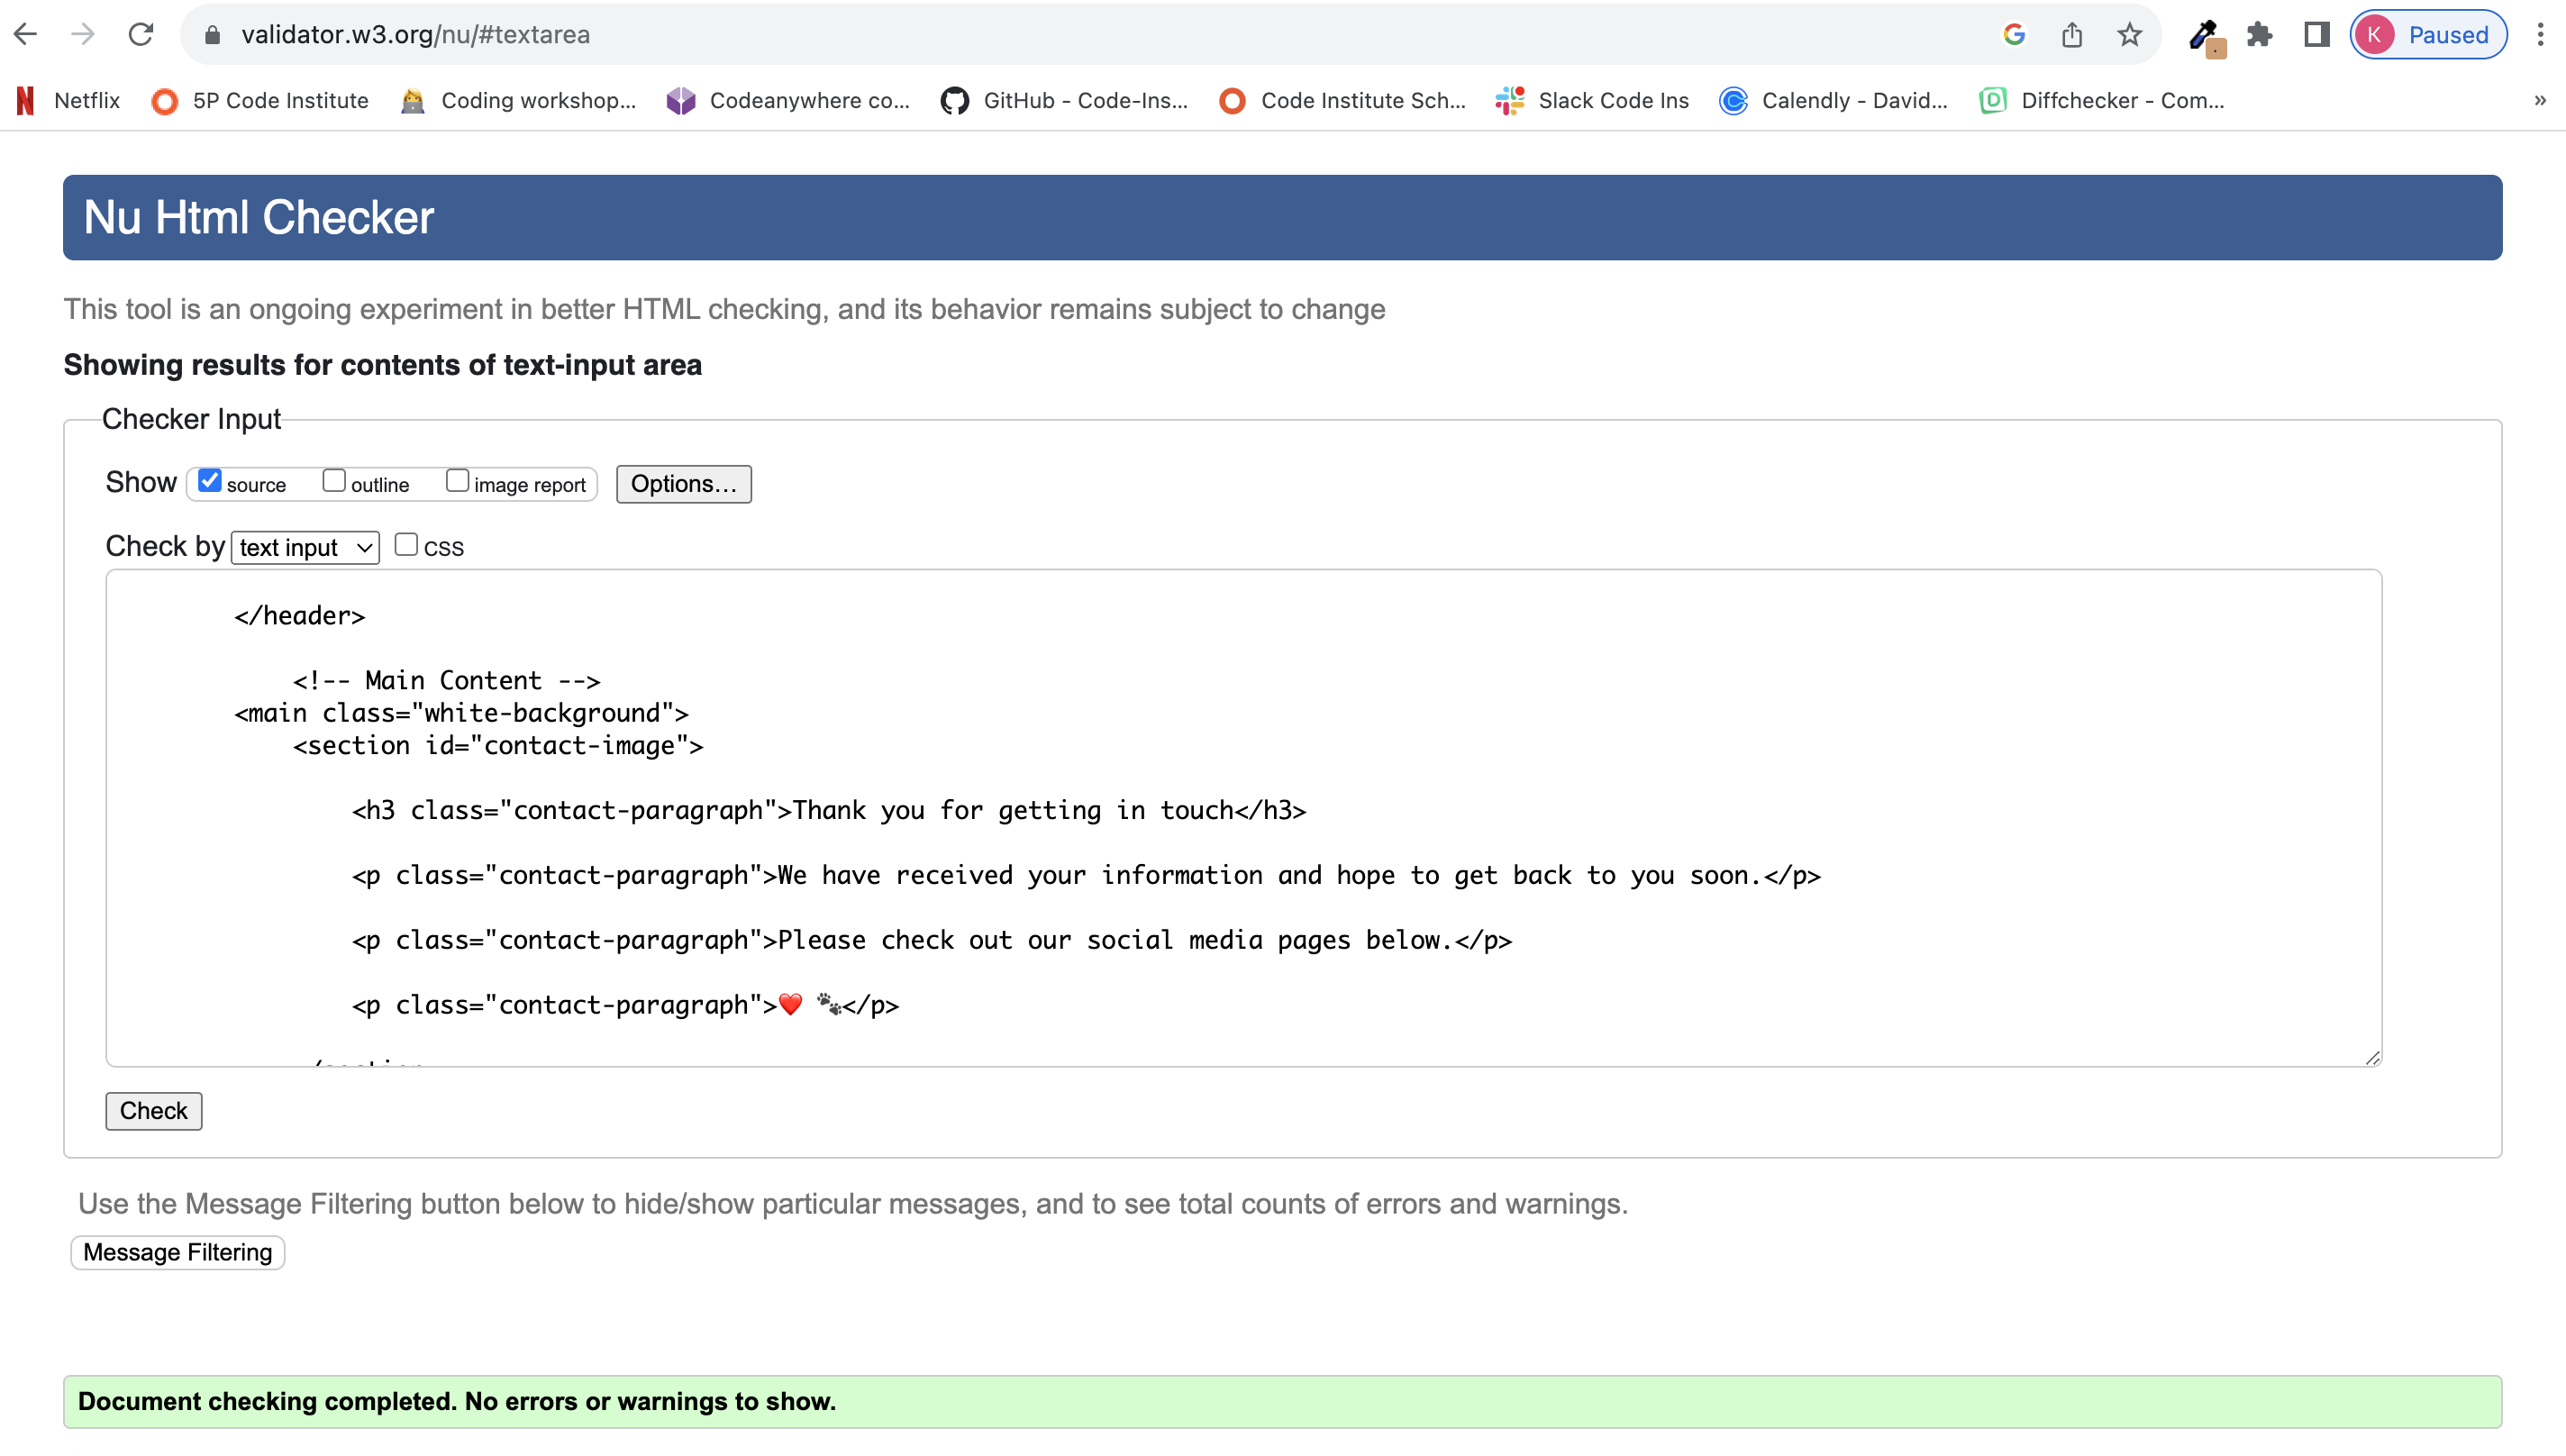 validator.w3.org/nu/#textarea
K Paused
Netflix 5P Code Institute Coding workshop... Codeanywhere co... GitHub - Code-Ins... Code Institute Sch... Slack Code Ins Calendly - David... Diffchecker - Com... »
Nu Html Checker
This tool is an ongoing experiment in better HTML checking, and its behavior remains subject to change
Showing results for contents of text-input area
Checker Input
Show source outline image report Options...
Check by text input CSS
</header>
<!-- Main Content -->
<main class="white-background">
<section id="contact-image">
<h3 class="contact-paragraph">Thank you for getting in touch</h3>
<p class="contact-paragraph">We have received your information and hope to get back to you soon.</p>
<p class="contact-paragraph">Please check out our social media pages below.</p>
<p class="contact-paragraph">❤️ 🐾</p>
Check
Use the Message Filtering button below to hide/show particular messages, and to see total counts of errors and warnings.
Message Filtering
Document checking completed. No errors or warnings to show.